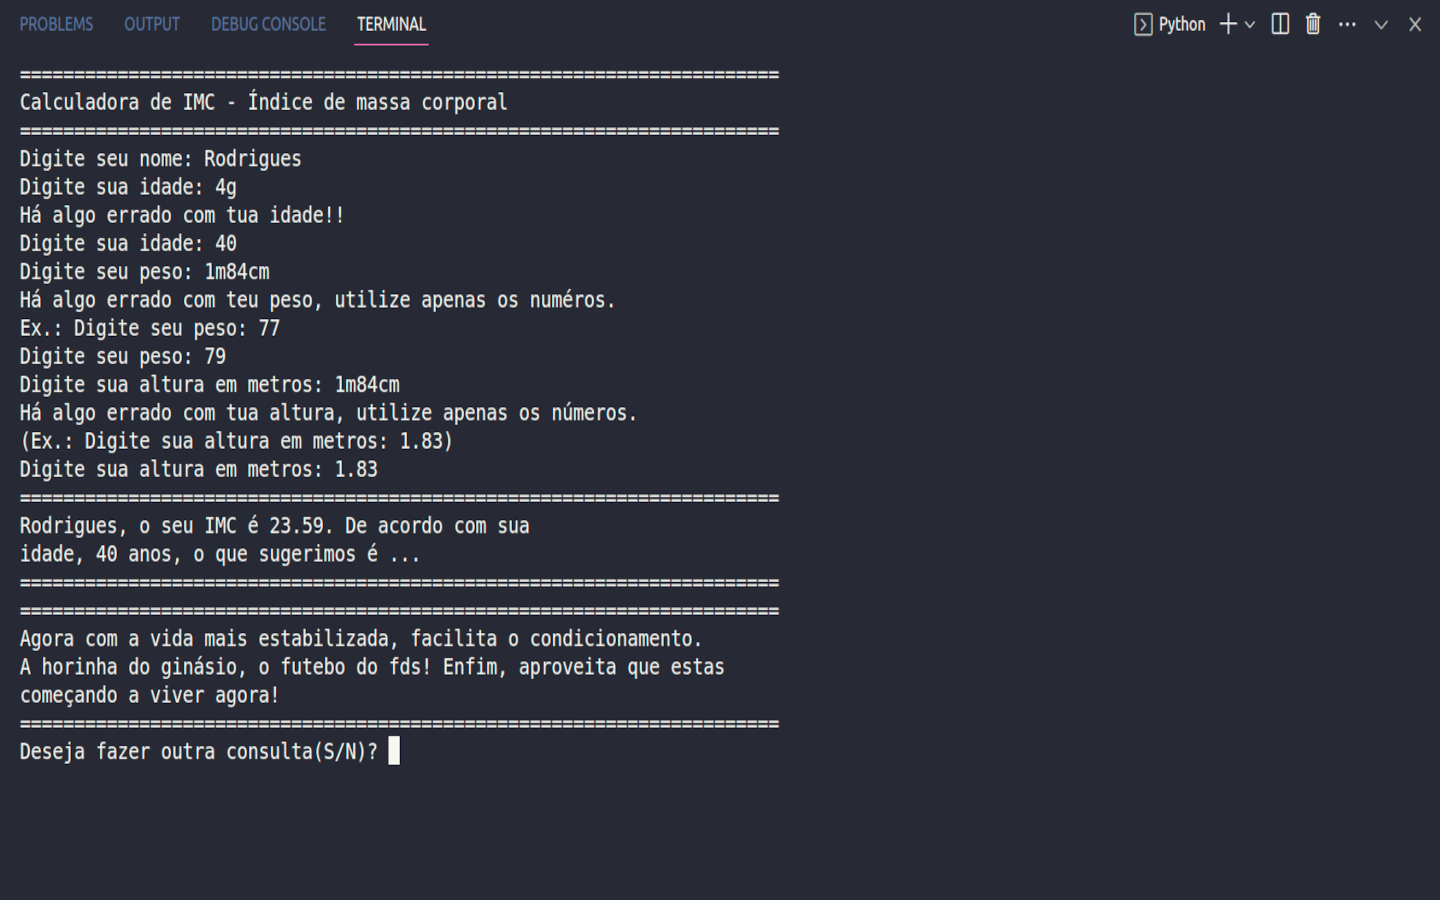 PROBLEMS OUTPUT DEBUG CONSOLE TERMINAL Python
======================================================================
Calculadora de IMC - Índice de massa corporal
======================================================================
Digite seu nome: Rodrigues
Digite sua idade: 4g
Há algo errado com tua idade!!
Digite sua idade: 40
Digite seu peso: 1m84cm
Há algo errado com teu peso, utilize apenas os numéros.
Ex.: Digite seu peso: 77
Digite seu peso: 79
Digite sua altura em metros: 1m84cm
Há algo errado com tua altura, utilize apenas os números.
(Ex.: Digite sua altura em metros: 1.83)
Digite sua altura em metros: 1.83
======================================================================
Rodrigues, o seu IMC é 23.59. De acordo com sua
idade, 40 anos, o que sugerimos é ...
======================================================================
======================================================================
Agora com a vida mais estabilizada, facilita o condicionamento.
A horinha do ginásio, o futebo do fds! Enfim, aproveita que estas
começando a viver agora!
======================================================================
Deseja fazer outra consulta(S/N)?